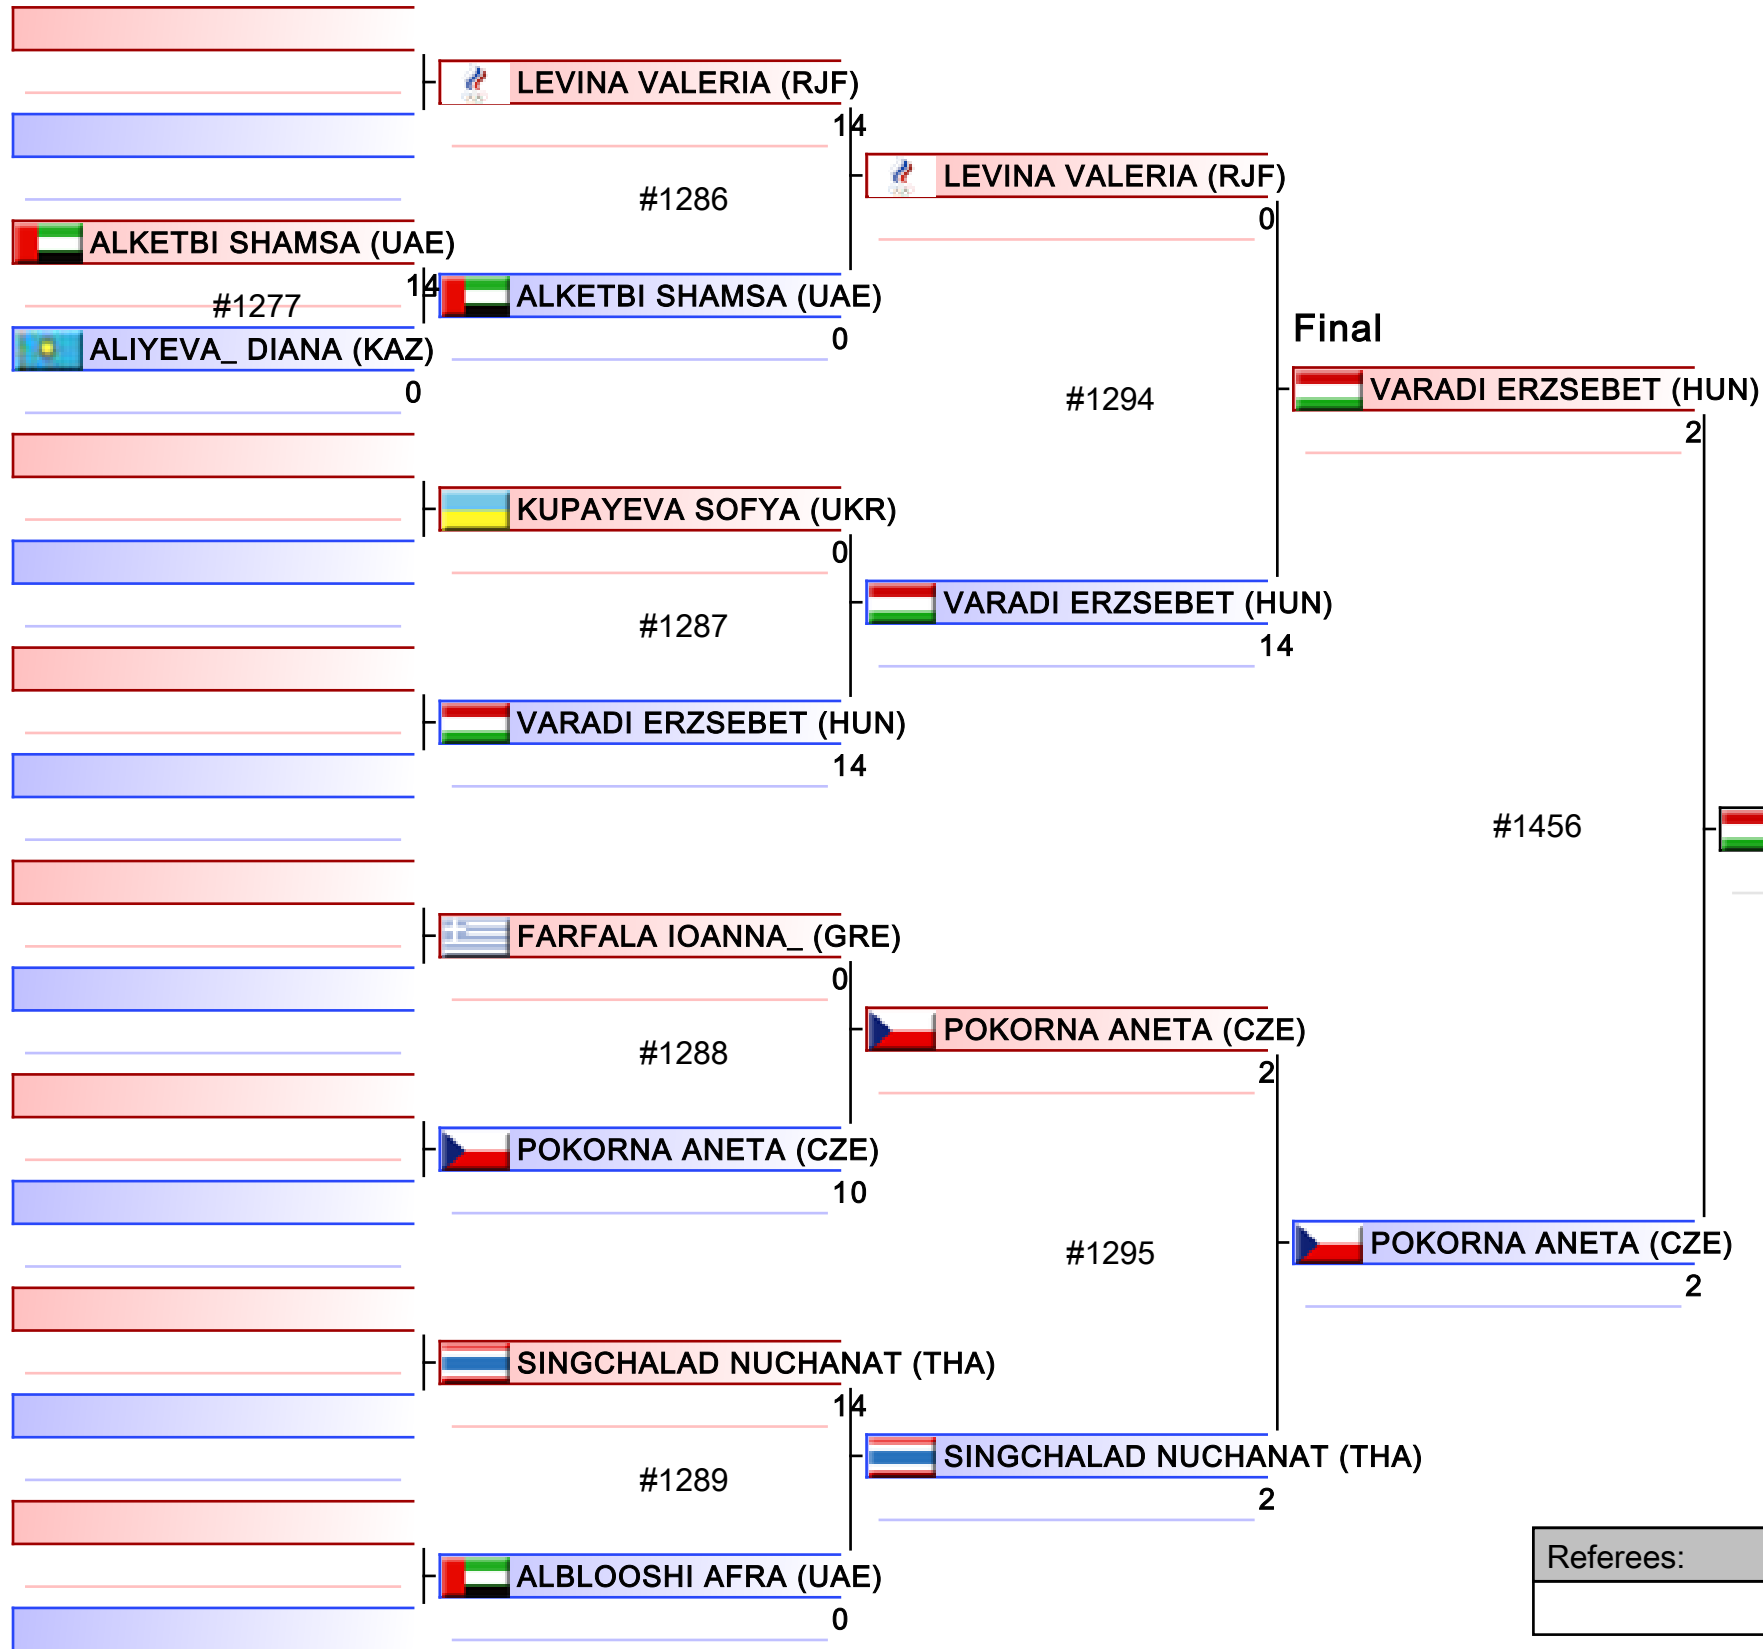 LEVINA VALERIA (RJF)
14
#1286
ALKETBI SHAMSA (UAE)
14
#1277
ALIYEVA_ DIANA (KAZ)
0
ALKETBI SHAMSA (UAE)
0
LEVINA VALERIA (RJF)
0
#1294
KUPAYEVA SOFYA (UKR)
0
#1287
VARADI ERZSEBET (HUN)
14
VARADI ERZSEBET (HUN)
14
Final
VARADI ERZSEBET (HUN)
2
#1456
FARFALA IOANNA_ (GRE)
0
#1288
POKORNA ANETA (CZE)
10
POKORNA ANETA (CZE)
2
#1295
POKORNA ANETA (CZE)
2
SINGCHALAD NUCHANAT (THA)
14
#1289
ALBLOOSHI AFRA (UAE)
0
SINGCHALAD NUCHANAT (THA)
2
Referees: